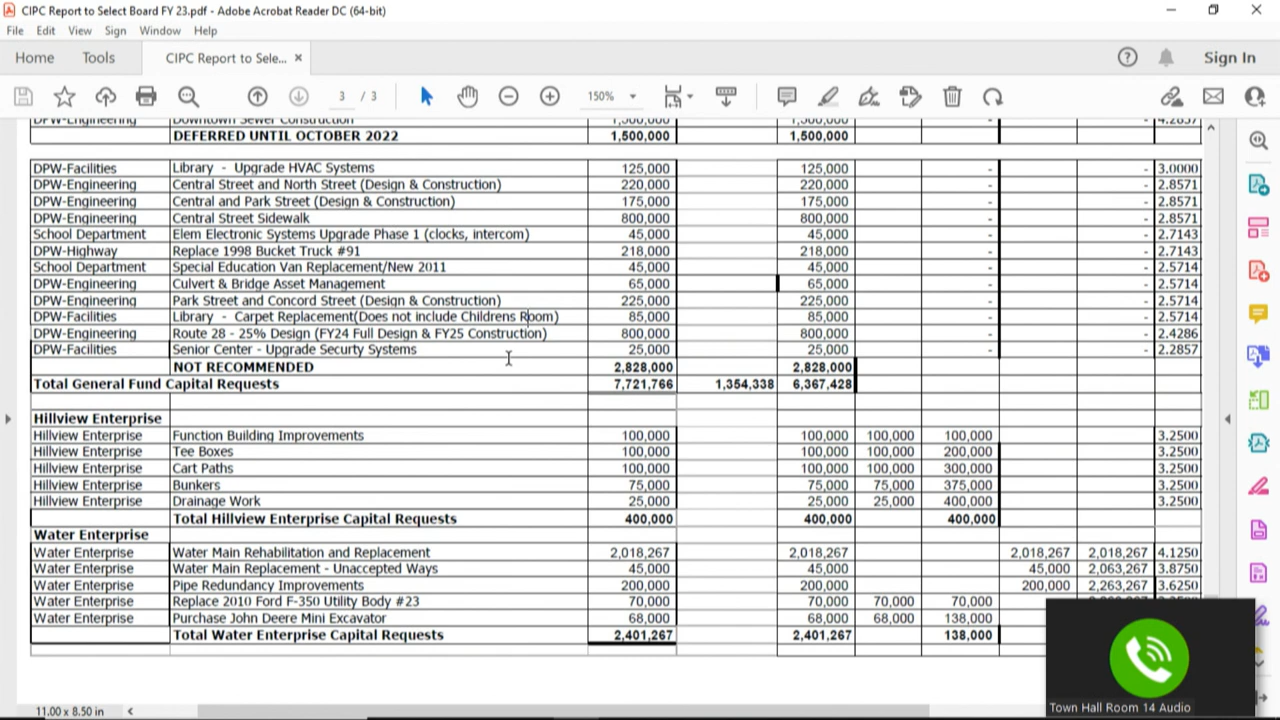 CIPC Report to Select Board FY 23.pdf - Adobe Acrobat Reader DC (64-bit)
File Edit View Sign Window Help
Home Tools CIPC Report to Sele... × Sign In
3 / 3 150%
DPW-Engineering Downtown Sewer Construction 1,500,000 1,500,000 - - 4.2857
DEFERRED UNTIL OCTOBER 2022 1,500,000 1,500,000
DPW-Facilities Library - Upgrade HVAC Systems 125,000 125,000 - - 3.0000
DPW-Engineering Central Street and North Street (Design & Construction) 220,000 220,000 - - 2.8571
DPW-Engineering Central and Park Street (Design & Construction) 175,000 175,000 - - 2.8571
DPW-Engineering Central Street Sidewalk 800,000 800,000 - - 2.8571
School Department Elem Electronic Systems Upgrade Phase 1 (clocks, intercom) 45,000 45,000 - - 2.7143
DPW-Highway Replace 1998 Bucket Truck #91 218,000 218,000 - - 2.7143
School Department Special Education Van Replacement/New 2011 45,000 45,000 - - 2.5714
DPW-Engineering Culvert & Bridge Asset Management 65,000 65,000 - - 2.5714
DPW-Engineering Park Street and Concord Street (Design & Construction) 225,000 225,000 - - 2.5714
DPW-Facilities Library - Carpet Replacement(Does not include Childrens Room) 85,000 85,000 - - 2.5714
DPW-Engineering Route 28 - 25% Design (FY24 Full Design & FY25 Construction) 800,000 800,000 - - 2.4286
DPW-Facilities Senior Center - Upgrade Securty Systems 25,000 25,000 - - 2.2857
NOT RECOMMENDED 2,828,000 2,828,000
Total General Fund Capital Requests 7,721,766 1,354,338 6,367,428
Hillview Enterprise
Hillview Enterprise Function Building Improvements 100,000 100,000 100,000 100,000 3.2500
Hillview Enterprise Tee Boxes 100,000 100,000 100,000 200,000 3.2500
Hillview Enterprise Cart Paths 100,000 100,000 100,000 300,000 3.2500
Hillview Enterprise Bunkers 75,000 75,000 75,000 375,000 3.2500
Hillview Enterprise Drainage Work 25,000 25,000 25,000 400,000 3.2500
Total Hillview Enterprise Capital Requests 400,000 400,000 400,000
Water Enterprise
Water Enterprise Water Main Rehabilitation and Replacement 2,018,267 2,018,267 2,018,267 2,018,267 4.1250
Water Enterprise Water Main Replacement - Unaccepted Ways 45,000 45,000 45,000 2,063,267 3.8750
Water Enterprise Pipe Redundancy Improvements 200,000 200,000 200,000 2,263,267 3.6250
Water Enterprise Replace 2010 Ford F-350 Utility Body #23 70,000 70,000 70,000 70,000
Water Enterprise Purchase John Deere Mini Excavator 68,000 68,000 68,000 138,000
Total Water Enterprise Capital Requests 2,401,267 2,401,267 138,000
Town Hall Room 14 Audio
11.00 x 8.50 in